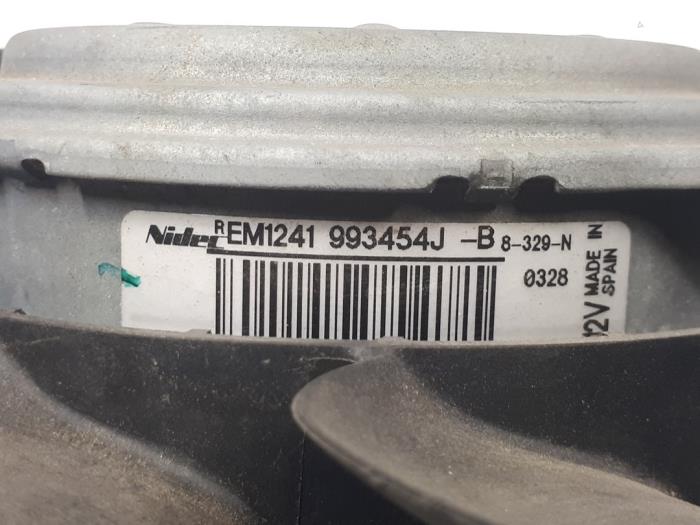 Nidec REM1241 993454J -B 8-329-N
0328
12V MADE IN SPAIN